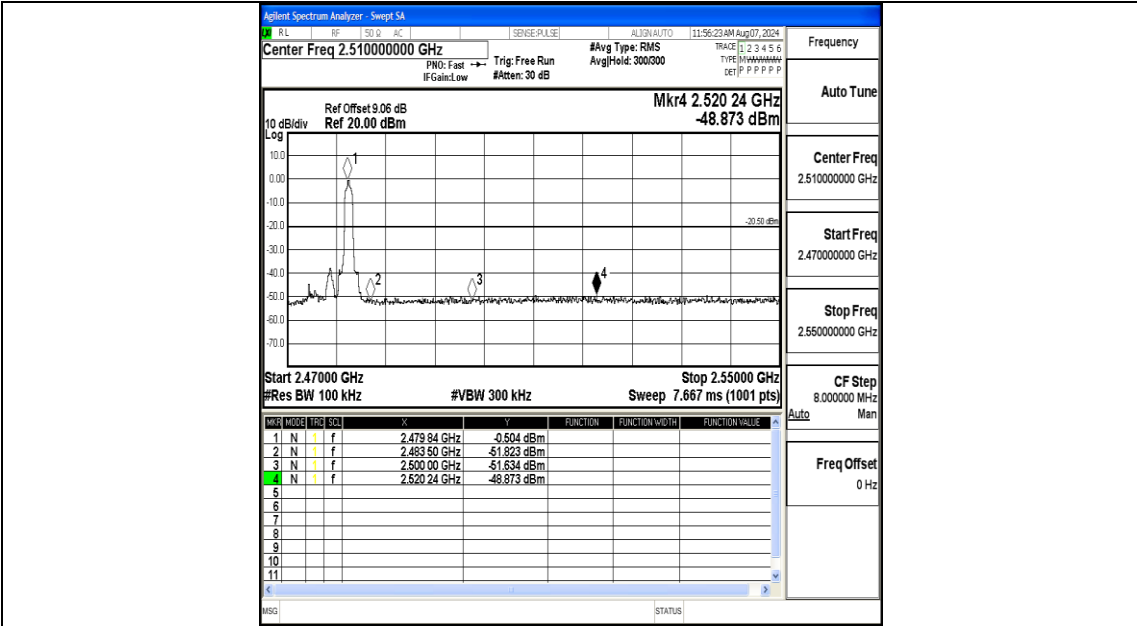 Agilent Spectrum Analyzer - Swept SA
RL RF 50 Ω AC SENSE:PULSE ALIGN AUTO 11:56:23 AM Aug 07, 2024
Center Freq 2.510000000 GHz
PNO: Fast
IFGain:Low
Trig: Free Run
#Atten: 30 dB
#Avg Type: RMS
Avg|Hold: 300/300
TRACE 1 2 3 4 5 6
TYPE MWWWWW
DET P P P P P P
Ref Offset 9.06 dB
Ref 20.00 dBm
10 dB/div
Log
Mkr4 2.520 24 GHz
-48.873 dBm
10.0
0.00
-10.0
-20.0
-30.0
-40.0
-50.0
-60.0
-70.0
1
2
3
4
-20.50 dBm
Start 2.47000 GHz Stop 2.55000 GHz
#Res BW 100 kHz #VBW 300 kHz Sweep 7.667 ms (1001 pts)
MKR MODE TRC SCL X Y FUNCTION FUNCTION WIDTH FUNCTION VALUE
1 N 1 f 2.479 84 GHz -0.504 dBm
2 N 1 f 2.483 50 GHz -51.823 dBm
3 N 1 f 2.500 00 GHz -51.634 dBm
4 N 1 f 2.520 24 GHz -48.873 dBm
5
6
7
8
9
10
11
MSG STATUS
Frequency
Auto Tune
Center Freq
2.510000000 GHz
Start Freq
2.470000000 GHz
Stop Freq
2.550000000 GHz
CF Step
8.000000 MHz
Auto Man
Freq Offset
0 Hz